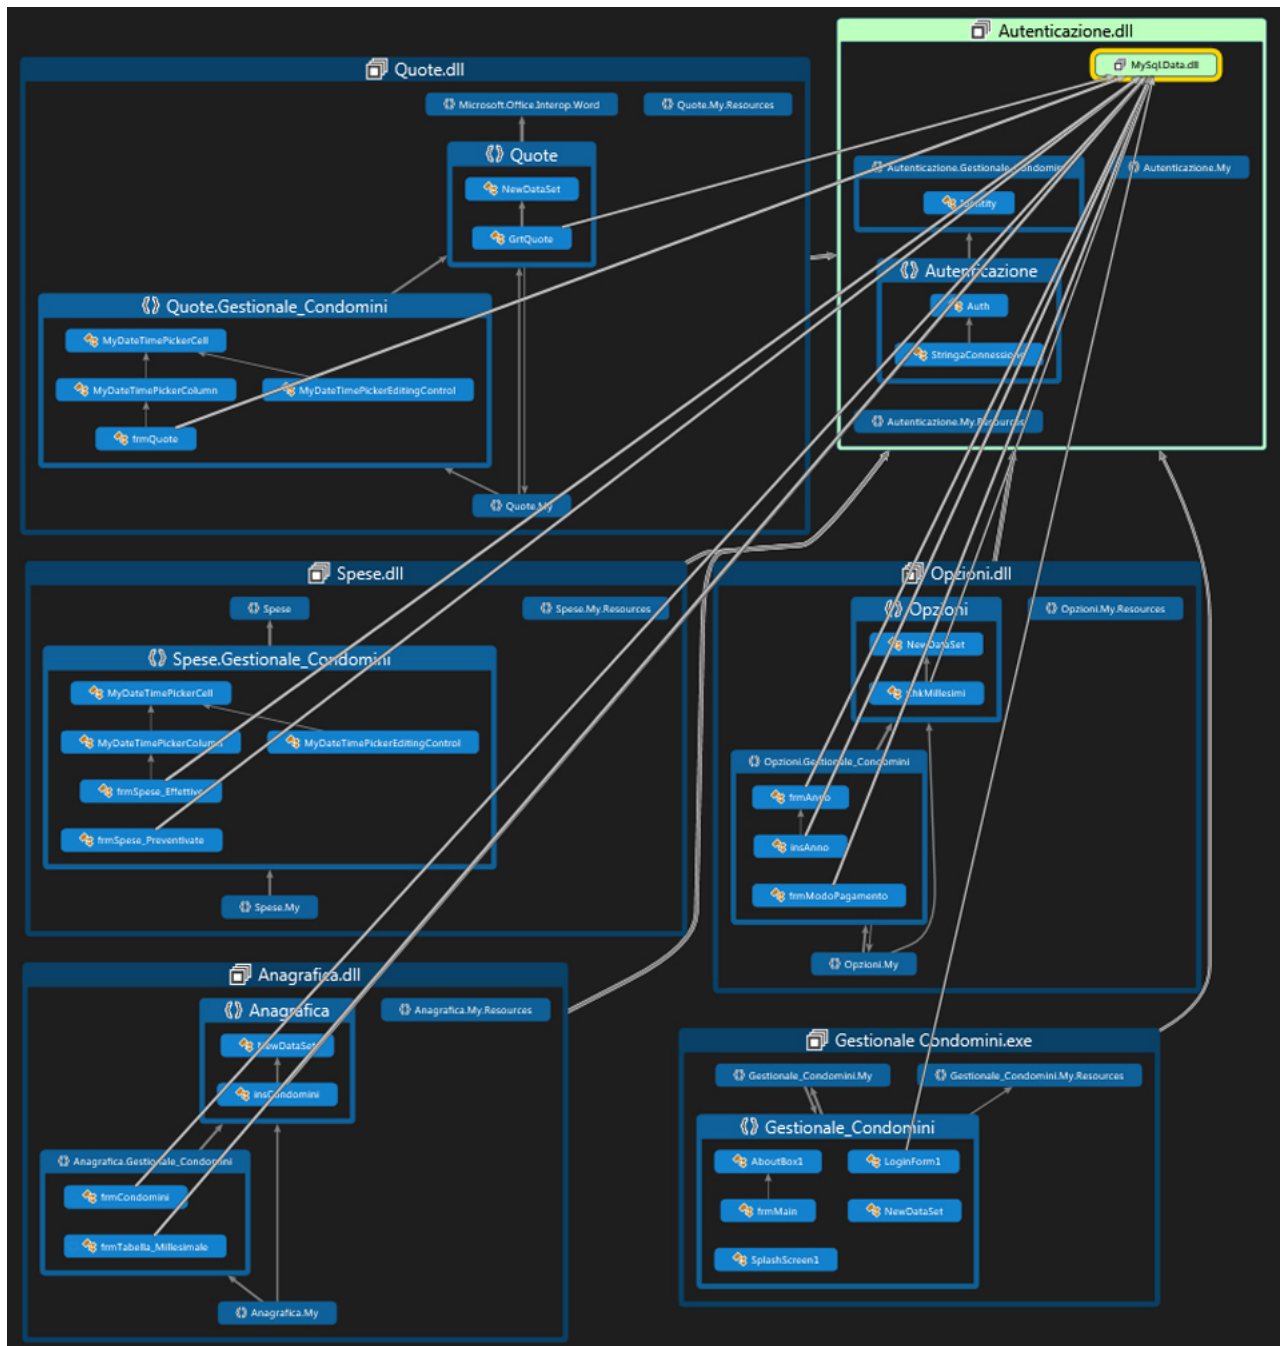 Autenticazione.dll
MySql.Data.dll
Autenticazione.Gestionale_Condomini
Autenticazione.My
Identity
Autenticazione
Auth
StringaConnessione
Autenticazione.My.Resources
Quote.dll
Microsoft.Office.Interop.Word
Quote.My.Resources
Quote
NewDataSet
GrtQuote
Quote.Gestionale_Condomini
MyDateTimePickerCell
MyDateTimePickerColumn
MyDateTimePickerEditingControl
frmQuote
Quote.My
Spese.dll
Spese
Spese.My.Resources
Spese.Gestionale_Condomini
MyDateTimePickerCell
MyDateTimePickerColumn
MyDateTimePickerEditingControl
frmSpese_Effettive
frmSpese_Preventivate
Spese.My
Opzioni.dll
Opzioni
Opzioni.My.Resources
NewDataSet
chkMillesimi
Opzioni.Gestionale_Condomini
frmAnno
insAnno
frmModoPagamento
Opzioni.My
Anagrafica.dll
Anagrafica
Anagrafica.My.Resources
NewDataSet
insCondomini
Anagrafica.Gestionale_Condomini
frmCondomini
frmTabella_Millesimale
Anagrafica.My
Gestionale Condomini.exe
Gestionale_Condomini.My
Gestionale_Condomini.My.Resources
Gestionale_Condomini
AboutBox1
LoginForm1
frmMain
NewDataSet
SplashScreen1